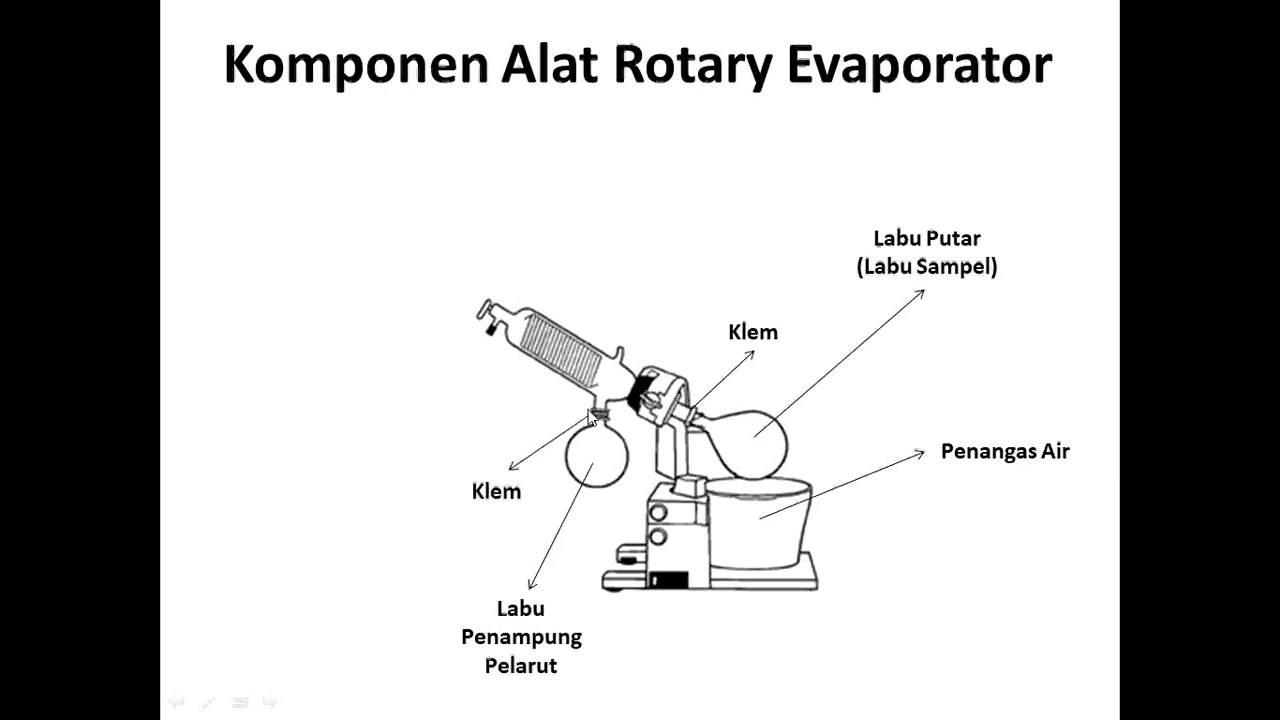 Komponen Alat Rotary Evaporator
Labu Putar
(Labu Sampel)
Klem
Penangas Air
Klem
Labu
Penampung
Pelarut